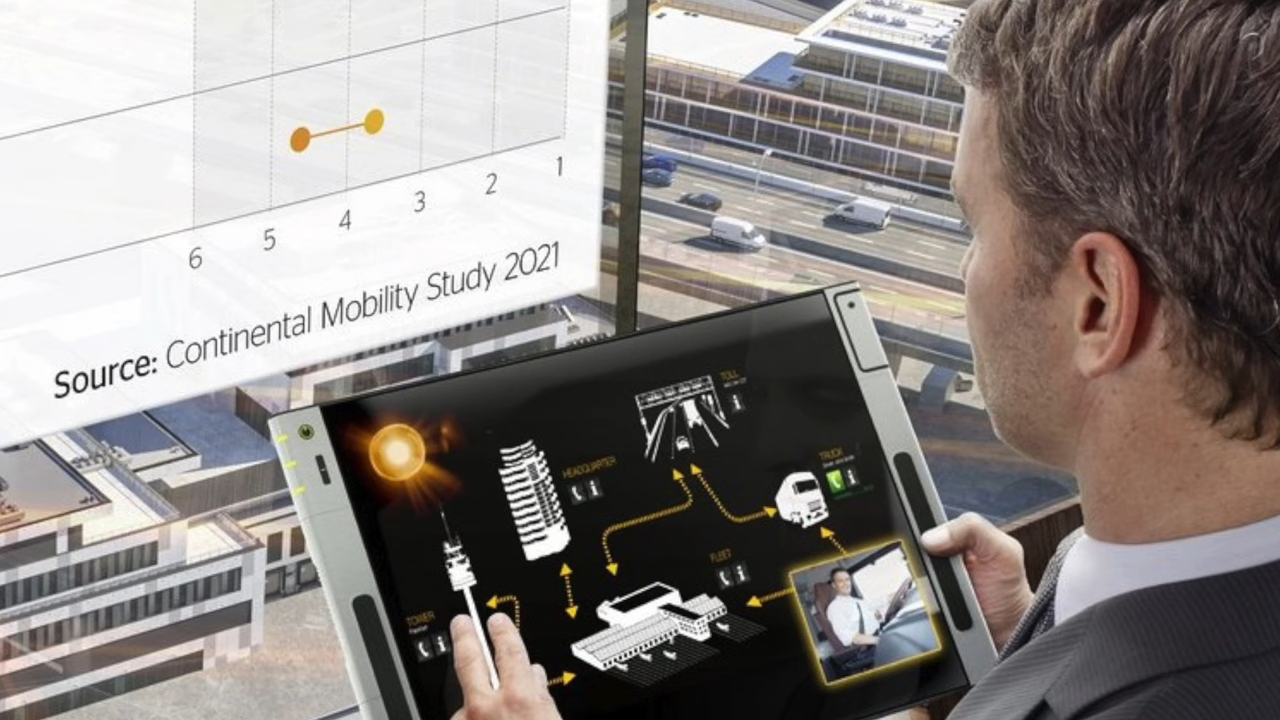 6 5 4 3 2 1
Source: Continental Mobility Study 2021
TOLL
TRUCK
HEADQUARTER
FLEET
TOWER